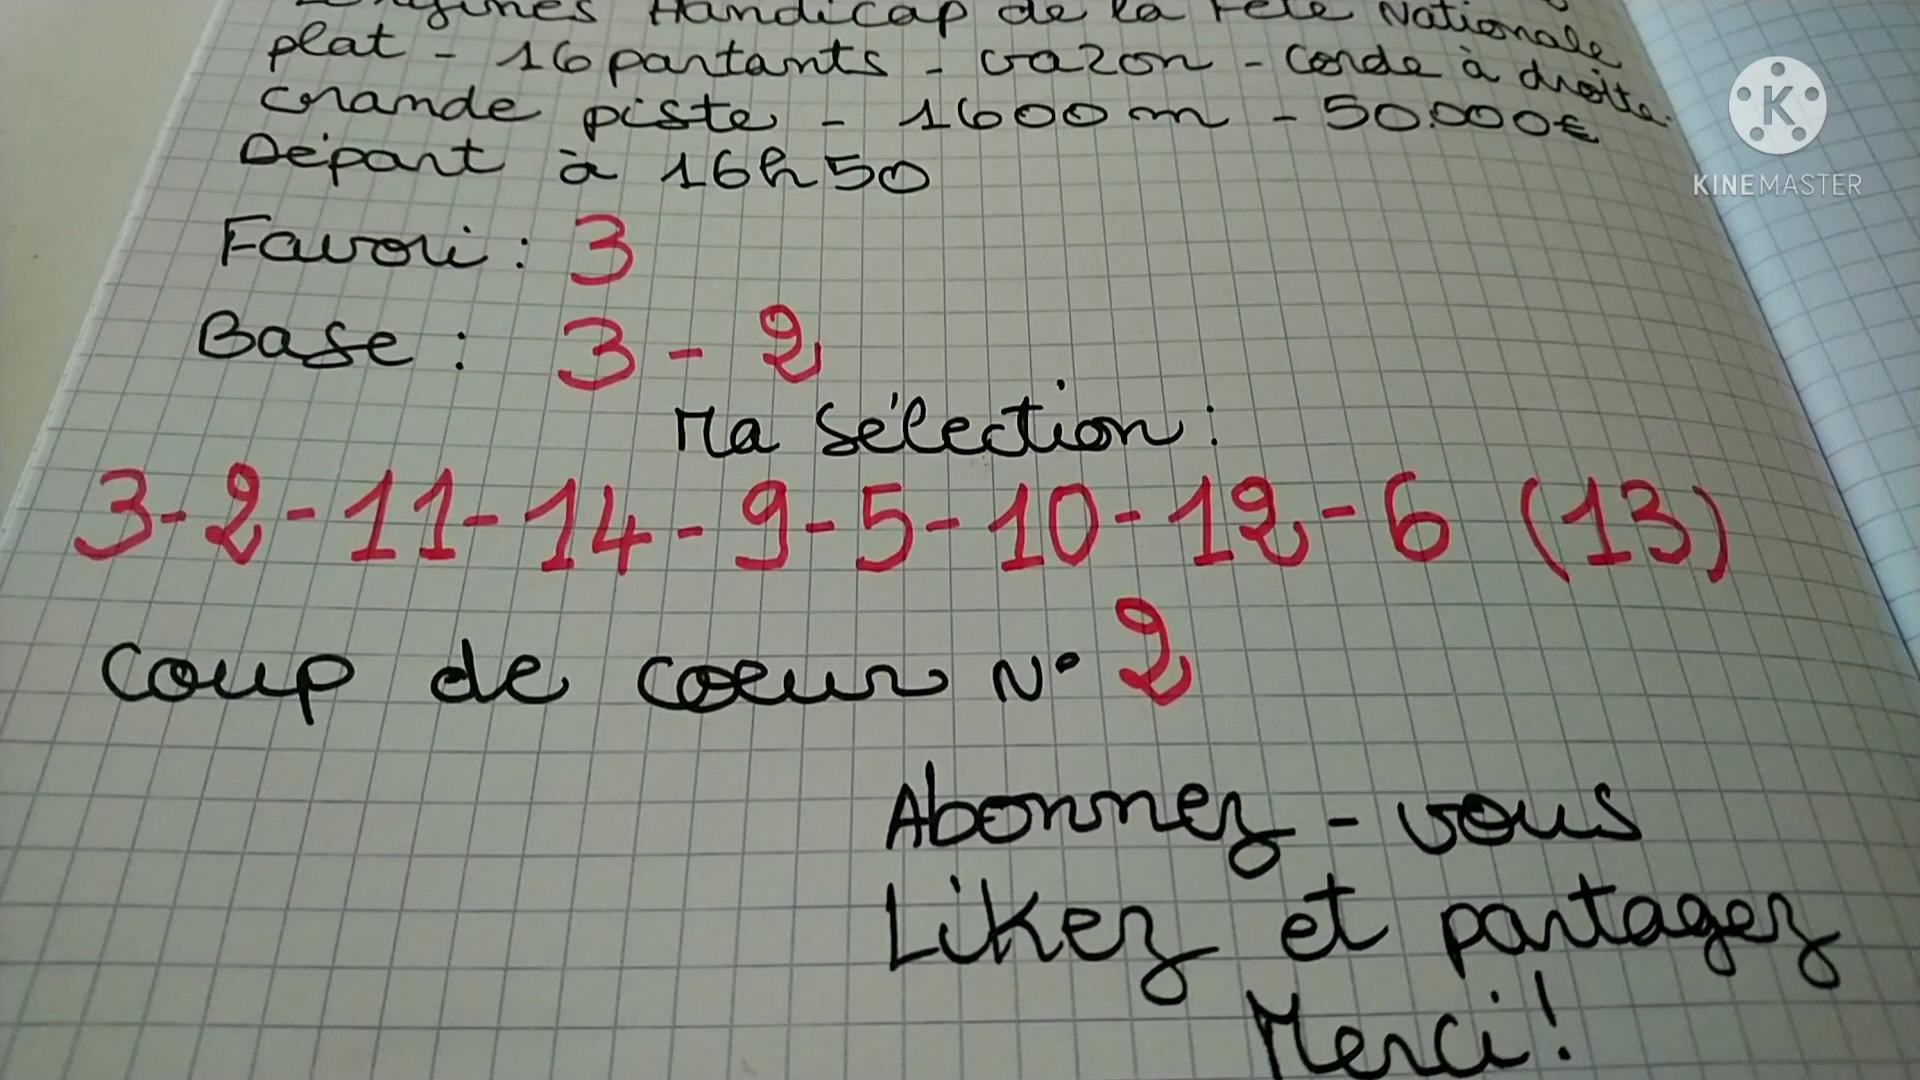 Handicap de la Fête Nationale
plat - 16 partants - Gazon - Corde à droite
Grande piste - 1600m - 50.000€
Départ à 16h50
Favori : 3
Base : 3 - 2
Ma Sélection :
3-2-11-14-9-5-10-12-6 (13)
Coup de coeur N° 2
Abonnez-vous
Likez et partagez
Merci!
K
KINEMASTER